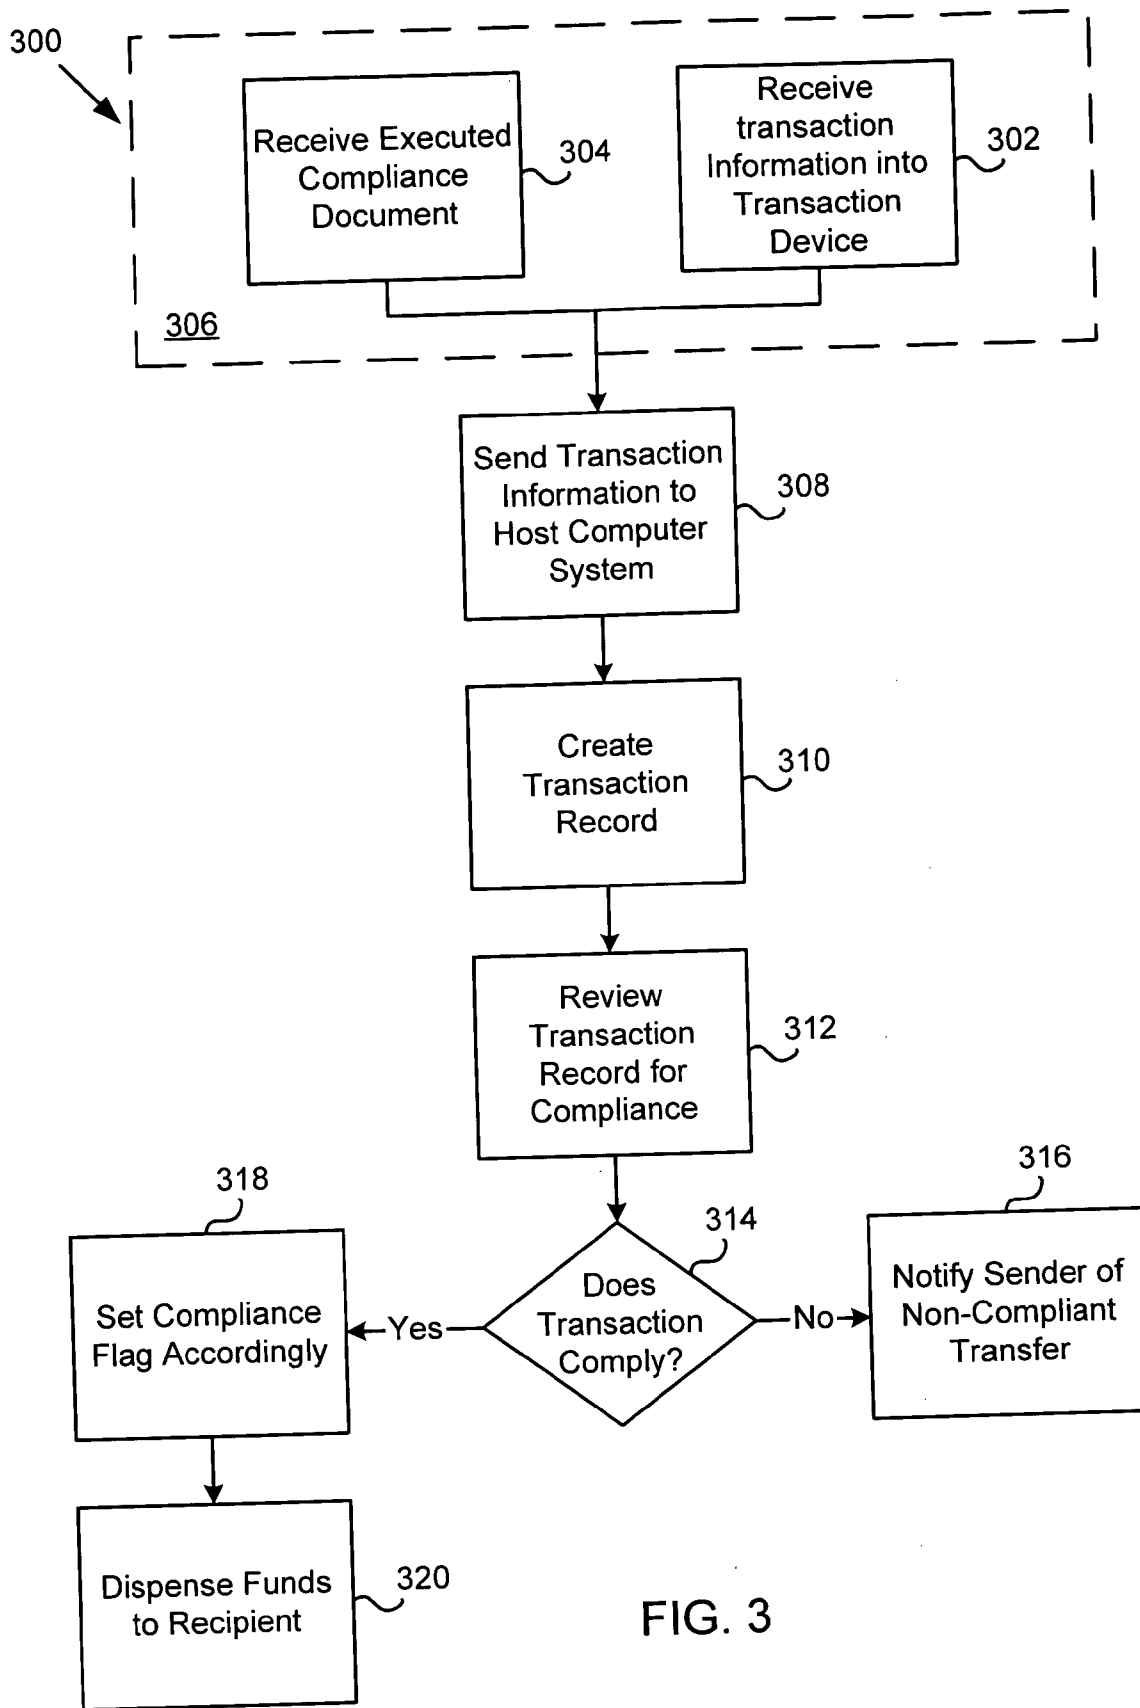 300
Receive Executed
Compliance
Document
304
Receive
transaction
Information into
Transaction
Device
302
306
Send Transaction
Information to
Host Computer
System
308
Create
Transaction
Record
310
Review
Transaction
Record for
Compliance
312
318
314
316
Set Compliance
Flag Accordingly
Yes
Does
Transaction
Comply?
No
Notify Sender of
Non-Compliant
Transfer
Dispense Funds
to Recipient
320
FIG. 3